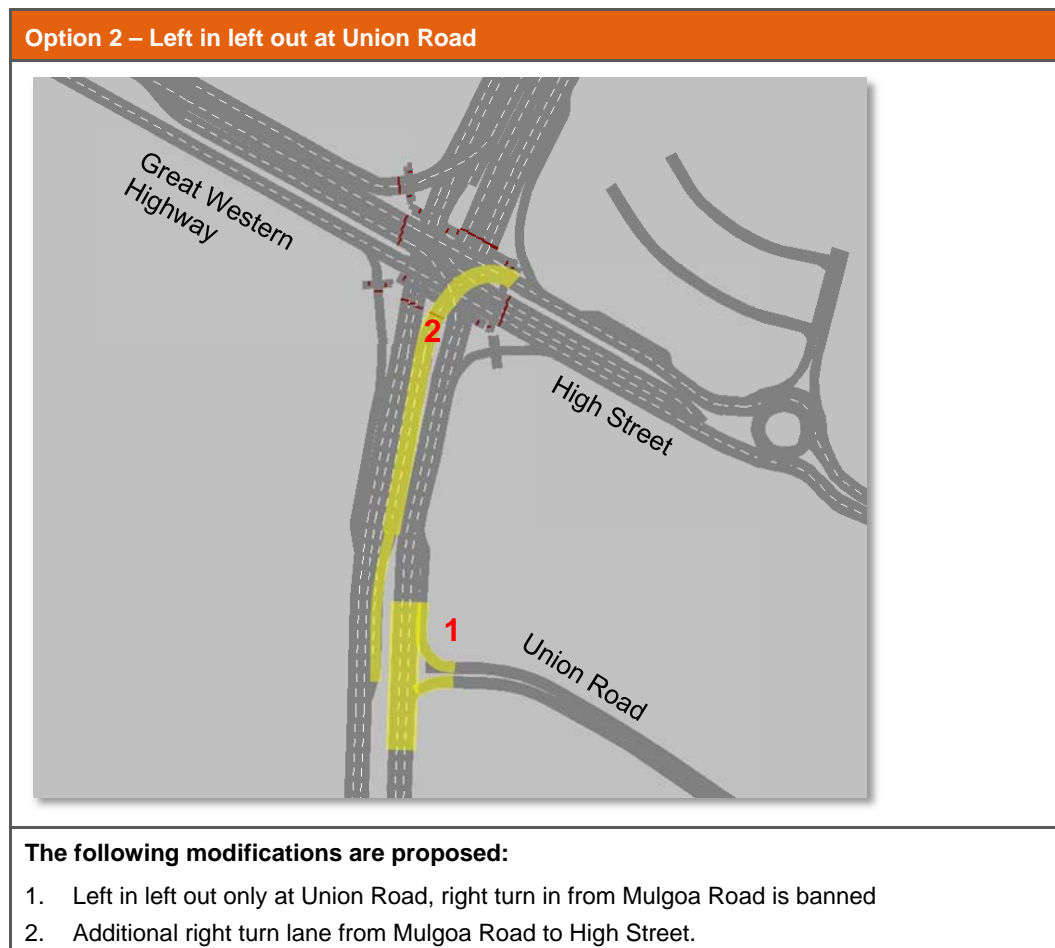 Option 2 – Left in left out at Union Road
Great Western
Highway
2
High Street
1
Union Road
The following modifications are proposed:
1. Left in left out only at Union Road, right turn in from Mulgoa Road is banned
2. Additional right turn lane from Mulgoa Road to High Street.